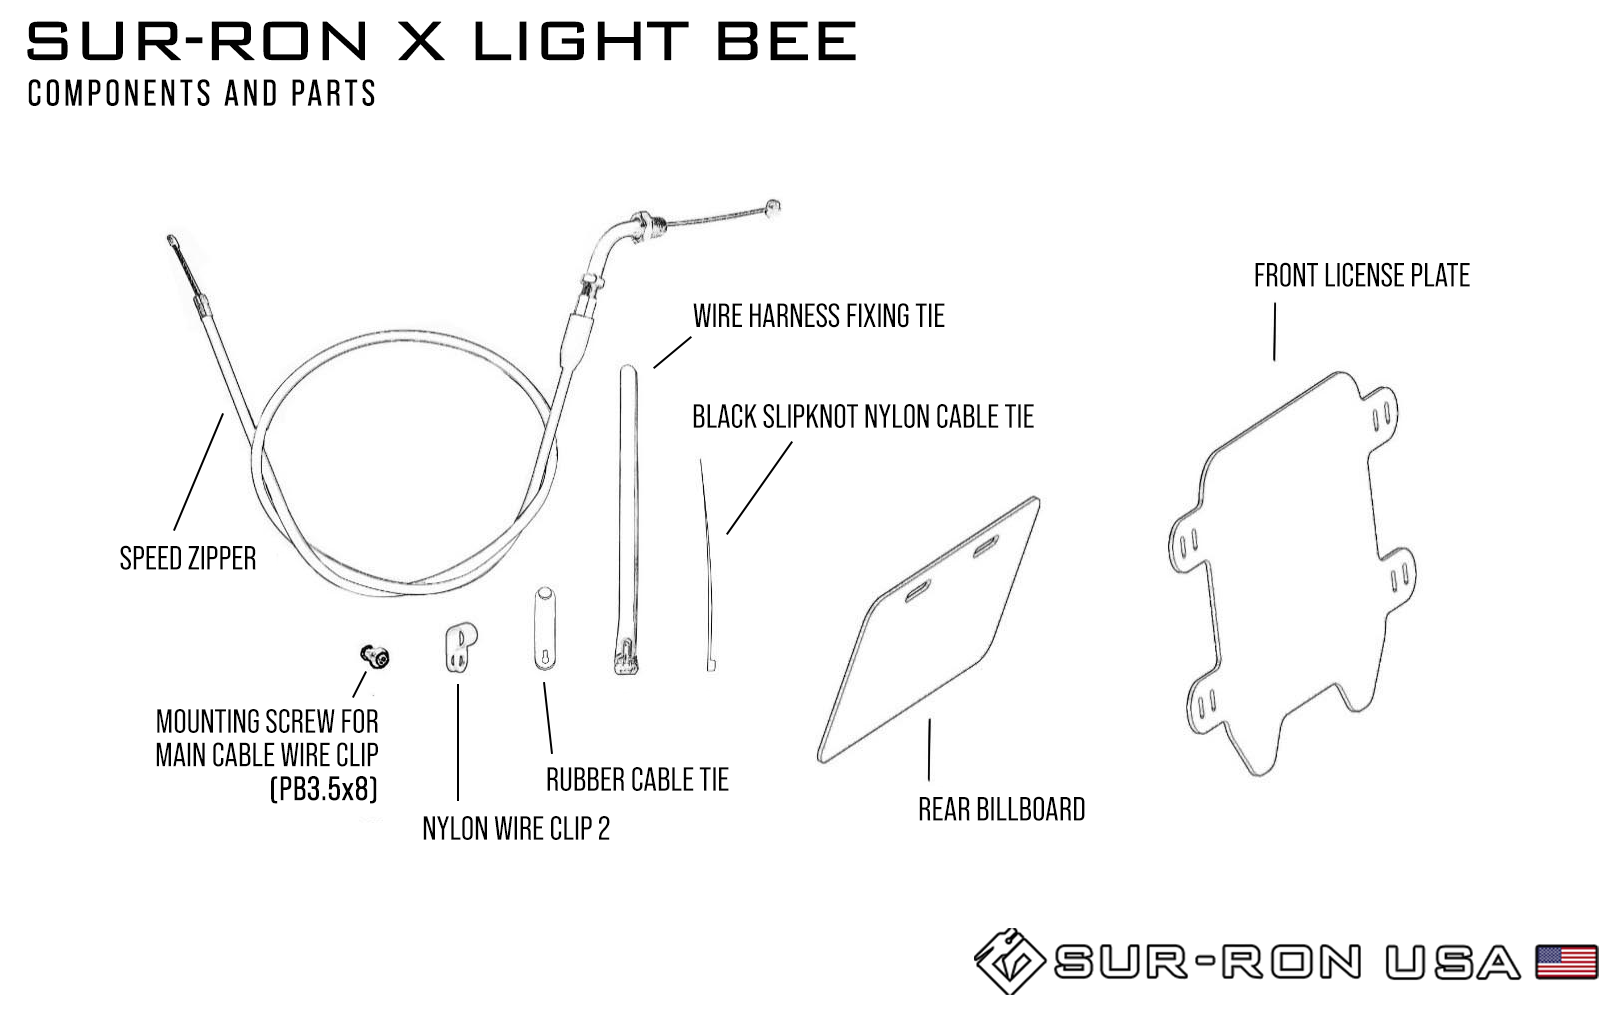 SUR-RON X LIGHT BEE
COMPONENTS AND PARTS
FRONT LICENSE PLATE
WIRE HARNESS FIXING TIE
BLACK SLIPKNOT NYLON CABLE TIE
SPEED ZIPPER
MOUNTING SCREW FOR
MAIN CABLE WIRE CLIP
(PB3.5x8)
RUBBER CABLE TIE
NYLON WIRE CLIP 2
REAR BILLBOARD
SUR-RON USA